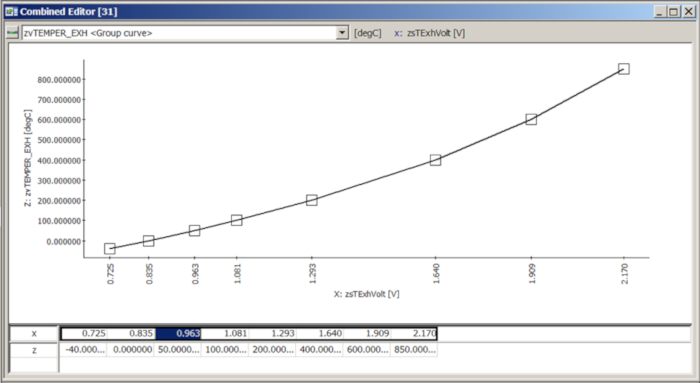 Combined Editor [31]
zvTEMPER_EXH <Group curve> [degC] x: zsTExhVolt [V]
Z: zvTEMPER_EXH [degC]
800.000000
700.000000
600.000000
500.000000
400.000000
300.000000
200.000000
100.000000
0.000000
0.725 0.835 0.963 1.081 1.293 1.640 1.909 2.170
X: zsTExhVolt [V]
x 0.725 0.835 0.963 1.081 1.293 1.640 1.909 2.170
z -40.000... 0.000000 50.0000... 100.000... 200.000... 400.000... 600.000... 850.000...